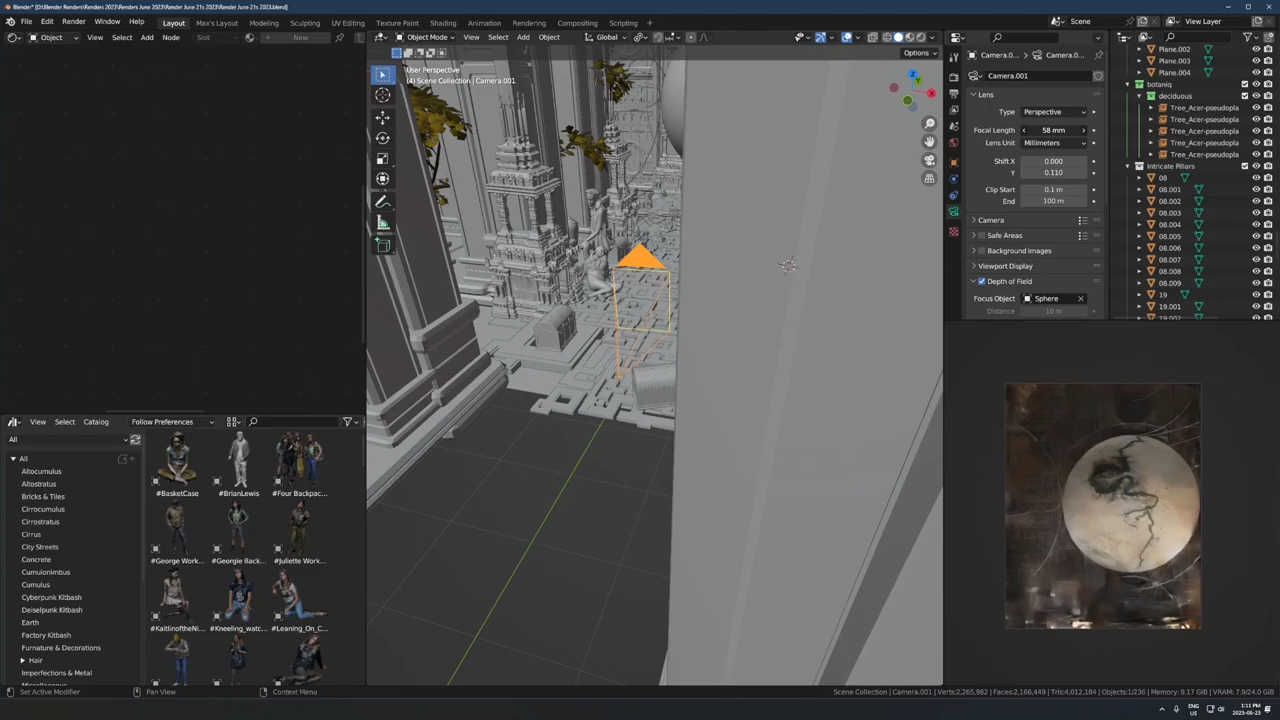 Blender* [D:\Blender Renders\Renders 2023\Renders June 2023\Render June 21s 2023\Render June 21s 2023.blend]
File Edit Render Window Help Layout Max's Layout Modeling Sculpting UV Editing Texture Paint Shading Animation Rendering Compositing Scripting Scene View Layer
Object View Select Add Node Slot Object Mode View Select Add Object Global
Options
User Perspective
(4) Scene Collection | Camera.001
Camera.0... Camera.0...
Camera.001
Lens
Type Perspective
Focal Length 58 mm
Lens Unit Millimeters
Shift X 0.000
Y 0.110
Clip Start 0.1 m
End 100 m
Camera
Safe Areas
Background Images
Viewport Display
Depth of Field
Focus Object Sphere
Distance 10 m
Plane.002
Plane.003
Plane.004
botaniq
deciduous
Tree_Acer-pseudopla
Tree_Acer-pseudopla
Tree_Acer-pseudopla
Tree_Acer-pseudopla
Tree_Acer-pseudopla
Intricate Pillars
08
08.001
08.002
08.003
08.004
08.005
08.006
08.007
08.008
08.009
19
19.001
19.002
View Select Catalog Follow Preferences
All
All
Altocumulus
Altostratus
Bricks & Tiles
Cirrocumulus
Cirrostratus
Cirrus
City Streets
Concrete
Cumulonimbus
Cumulus
Cyberpunk Kitbash
Deiselpunk Kitbash
Earth
Factory Kitbash
Furnature & Decorations
Hair
Imperfections & Metal
#BasketCase #BrianLewis #Four Backpac...
#George Work... #Georgie Back... #Juliette Work...
#KaitlinoftheNi... #Kneeling_watc... #Leaning_On_C...
Set Active Modifier Pan View Context Menu
Scene Collection | Camera.001 | Verts:2,265,982 | Faces:2,166,449 | Tris:4,012,184 | Objects:1/236 | Memory: 9.17 GiB | VRAM: 7.9/24.0 GiB
ENG
US
1:11 PM
2023-06-23